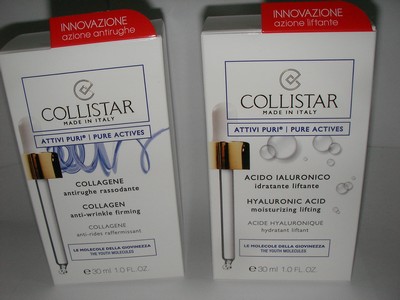 INNOVAZIONE
azione antirughe
COLLISTAR
MADE IN ITALY
ATTIVI PURI® | PURE ACTIVES
COLLAGENE
antirughe rassodante
COLLAGEN
anti-wrinkle firming
COLLAGÈNE
anti-rides raffermissant
LE MOLECOLE DELLA GIOVINEZZA
THE YOUTH MOLECULES
e 30 ml 1.0 FL.OZ.
INNOVAZIONE
azione liftante
COLLISTAR
MADE IN ITALY
ATTIVI PURI® | PURE ACTIVES
ACIDO IALURONICO
idratante liftante
HYALURONIC ACID
moisturizing lifting
ACIDE HYALURONIQUE
hydratant liftant
LE MOLECOLE DELLA GIOVINEZZA
THE YOUTH MOLECULES
e 30 ml 1.0 FL.OZ.